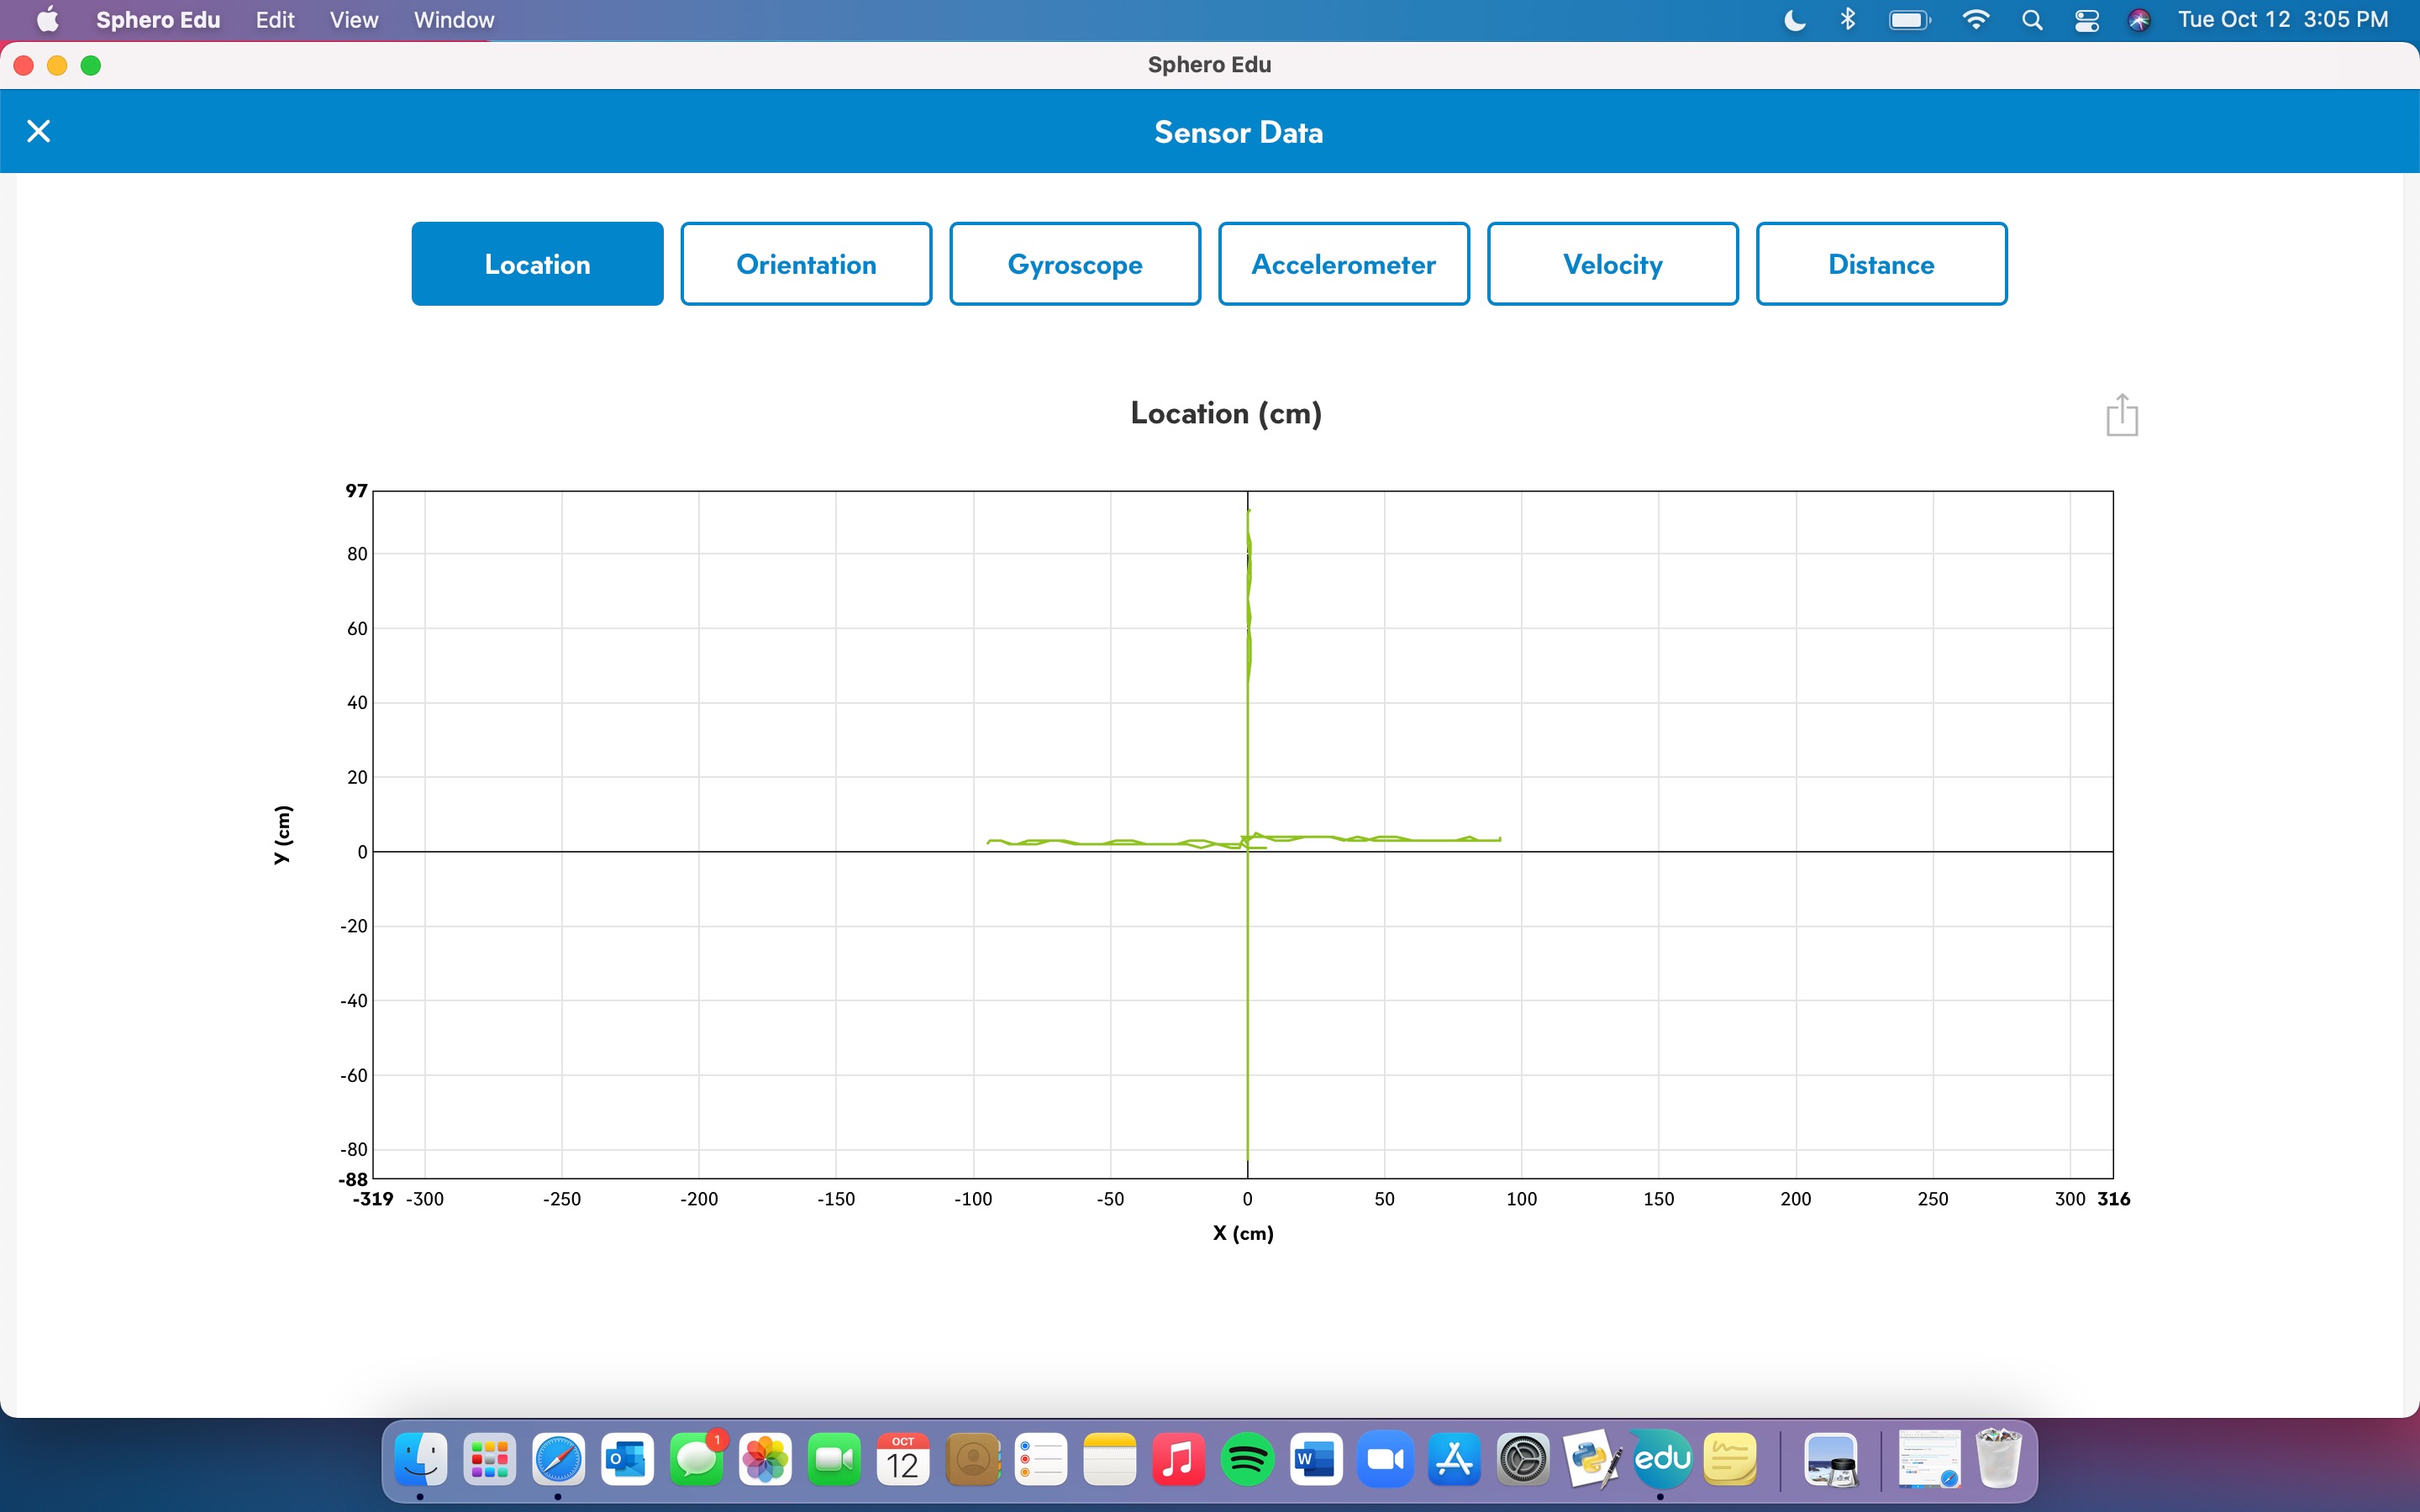 Sphero Edu Edit View Window Tue Oct 12 3:05 PM
Sphero Edu
Sensor Data
Location Orientation Gyroscope Accelerometer Velocity Distance
Location (cm)
97
80
60
40
20
0
-20
-40
-60
-80
-88
Y (cm)
-319 -300 -250 -200 -150 -100 -50 0 50 100 150 200 250 300 316
X (cm)
1
OCT
12
O
W
edu